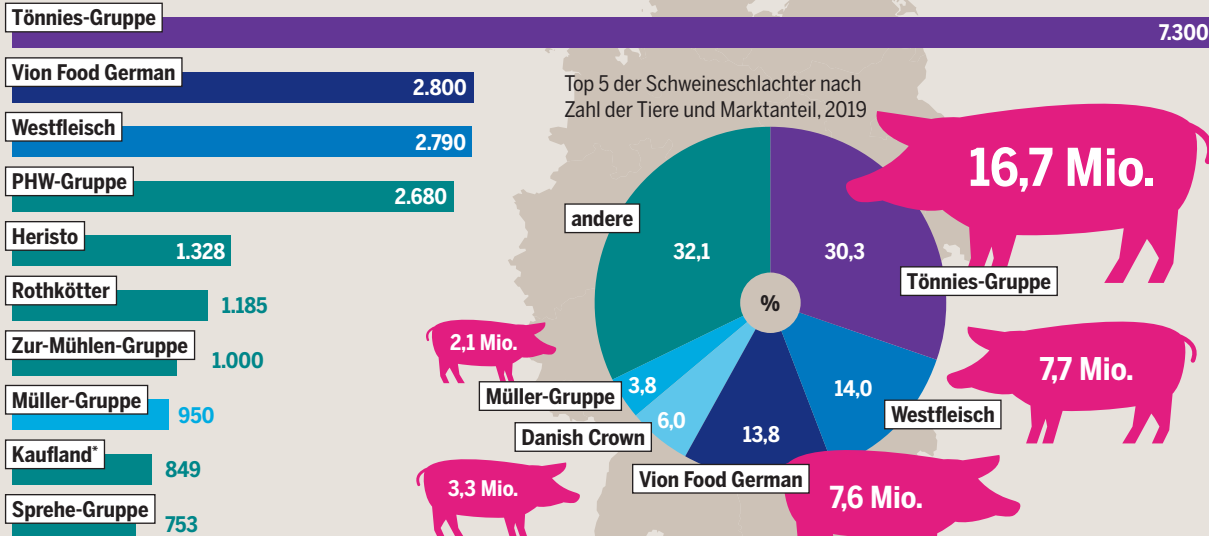 Tönnies-Gruppe
7.300
Vion Food German
2.800
Westfleisch
2.790
PHW-Gruppe
2.680
Heristo
1.328
Rothkötter
1.185
Zur-Mühlen-Gruppe
1.000
Müller-Gruppe
950
Kaufland*
849
Sprehe-Gruppe
753
Top 5 der Schweineschlachter nach
Zahl der Tiere und Marktanteil, 2019
%
30,3
Tönnies-Gruppe
16,7 Mio.
14,0
Westfleisch
7,7 Mio.
13,8
Vion Food German
7,6 Mio.
6,0
Danish Crown
3,3 Mio.
3,8
Müller-Gruppe
2,1 Mio.
32,1
andere